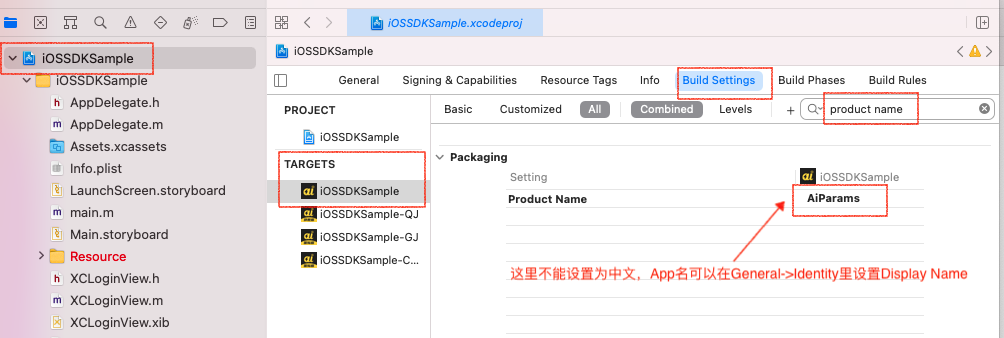 iOSSDKSample.xcodeproj
iOSSDKSample
iOSSDKSample
iOSSDKSample
AppDelegate.h
AppDelegate.m
Assets.xcassets
Info.plist
LaunchScreen.storyboard
main.m
Main.storyboard
Resource
XCLoginView.h
XCLoginView.m
XCLoginView.xib
General Signing & Capabilities Resource Tags Info Build Settings Build Phases Build Rules
PROJECT
iOSSDKSample
TARGETS
iOSSDKSample
iOSSDKSample-QJ
iOSSDKSample-GJ
iOSSDKSample-C...
Basic Customized All Combined Levels + product name
Packaging
Setting iOSSDKSample
Product Name AiParams
这里不能设置为中文，App名可以在General->Identity里设置Display Name